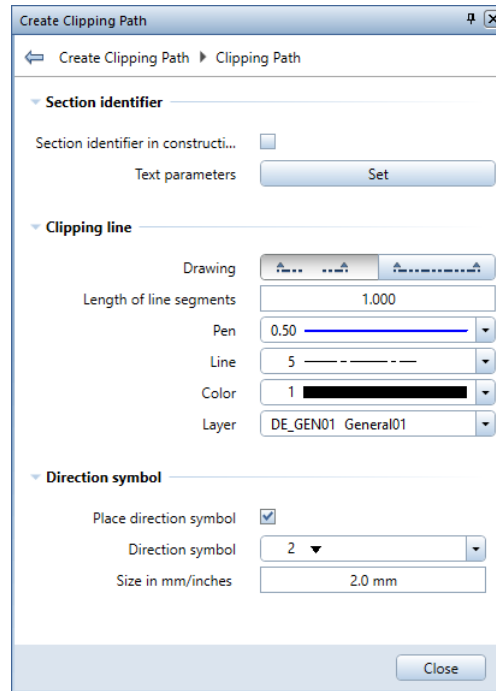 Create Clipping Path
Create Clipping Path Clipping Path
Section identifier
Section identifier in constructi...
Text parameters Set
Clipping line
Drawing
Length of line segments 1.000
Pen 0.50
Line 5
Color 1
Layer DE_GEN01 General01
Direction symbol
Place direction symbol
Direction symbol 2
Size in mm/inches 2.0 mm
Close